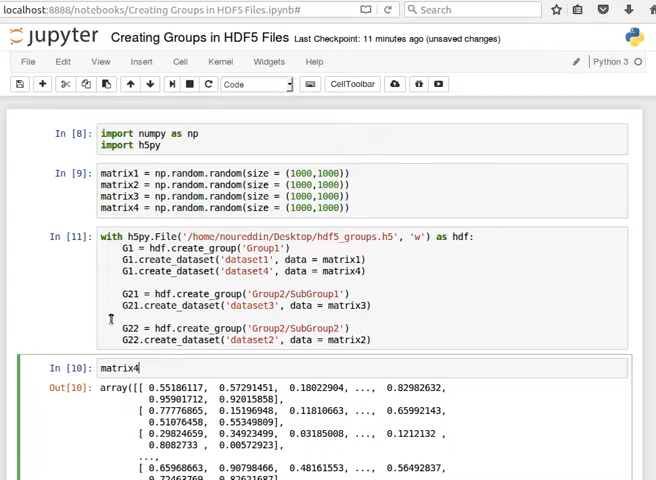 localhost:8888/notebooks/Creating Groups in HDF5 Files.ipynb#
Search
jupyter Creating Groups in HDF5 Files Last Checkpoint: 11 minutes ago (unsaved changes)
File Edit View Insert Cell Kernel Widgets Help Python 3
Code CellToolbar
In [8]: import numpy as np
import h5py
In [9]: matrix1 = np.random.random(size = (1000,1000))
matrix2 = np.random.random(size = (1000,1000))
matrix3 = np.random.random(size = (1000,1000))
matrix4 = np.random.random(size = (1000,1000))
In [11]: with h5py.File('/home/noureddin/Desktop/hdf5_groups.h5', 'w') as hdf:
G1 = hdf.create_group('Group1')
G1.create_dataset('dataset1', data = matrix1)
G1.create_dataset('dataset4', data = matrix4)
G21 = hdf.create_group('Group2/SubGroup1')
G21.create_dataset('dataset3', data = matrix3)
G22 = hdf.create_group('Group2/SubGroup2')
G22.create_dataset('dataset2', data = matrix2)
In [10]: matrix4
Out[10]: array([[ 0.55186117, 0.57291451, 0.18022904, ..., 0.82982632,
0.95901712, 0.92015858],
[ 0.77776865, 0.15196948, 0.11810663, ..., 0.65992143,
0.51076458, 0.55349809],
[ 0.29824659, 0.34923499, 0.03185008, ..., 0.1212132 ,
0.8082733 , 0.00572923],
...,
[ 0.65968663, 0.90798466, 0.48161553, ..., 0.56492837,
0.72463769, 0.82621687],